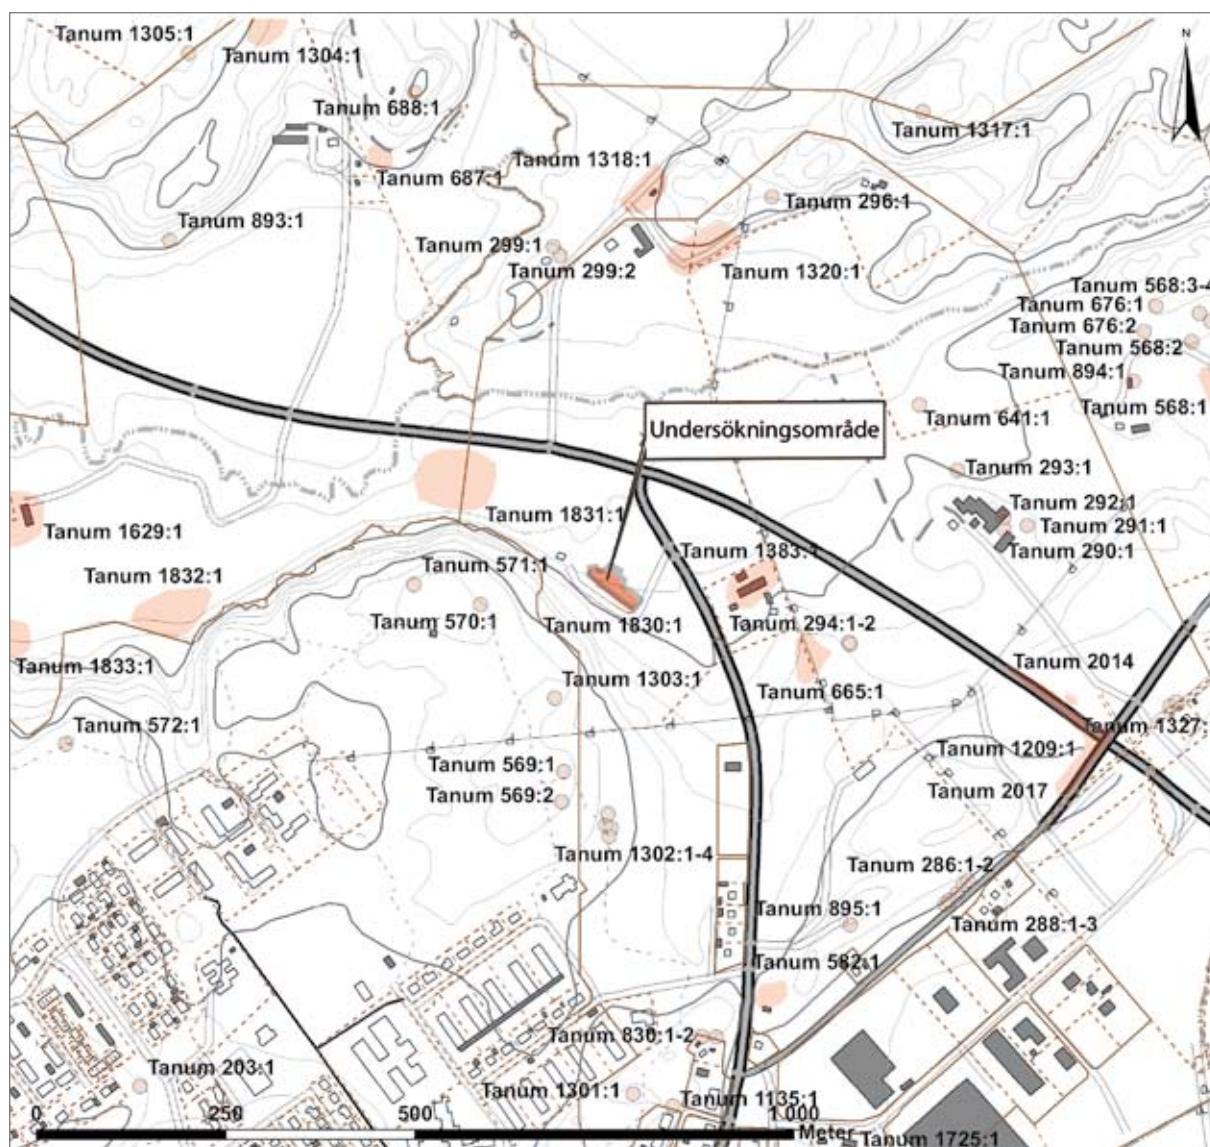 Tanum 1305:1
Tanum 1304:1
N
Tanum 688:1
Tanum 1317:1
Tanum 1318:1
Tanum 687:1
Tanum 296:1
Tanum 893:1
Tanum 299:1
Tanum 299:2
Tanum 1320:1
Tanum 568:3-4
Tanum 676:1
Tanum 676:2
Tanum 568:2
Tanum 894:1
Tanum 568:1
Tanum 641:1
Undersökningsområde
Tanum 293:1
Tanum 292:1
Tanum 1831:1
Tanum 291:1
Tanum 1629:1
Tanum 1383:1
Tanum 290:1
Tanum 571:1
Tanum 1832:1
Tanum 570:1
Tanum 1830:1
Tanum 294:1-2
Tanum 1833:1
Tanum 2014
Tanum 1303:1
Tanum 665:1
Tanum 572:1
Tanum 1327:
Tanum 1209:1
Tanum 569:1
Tanum 2017
Tanum 569:2
Tanum 1302:1-4
Tanum 286:1-2
Tanum 895:1
Tanum 288:1-3
Tanum 582:1
Tanum 830:1-2
Tanum 203:1
Tanum 1301:1
Tanum 1135:1
0 250 500 1 000
Meter
Tanum 1725:1